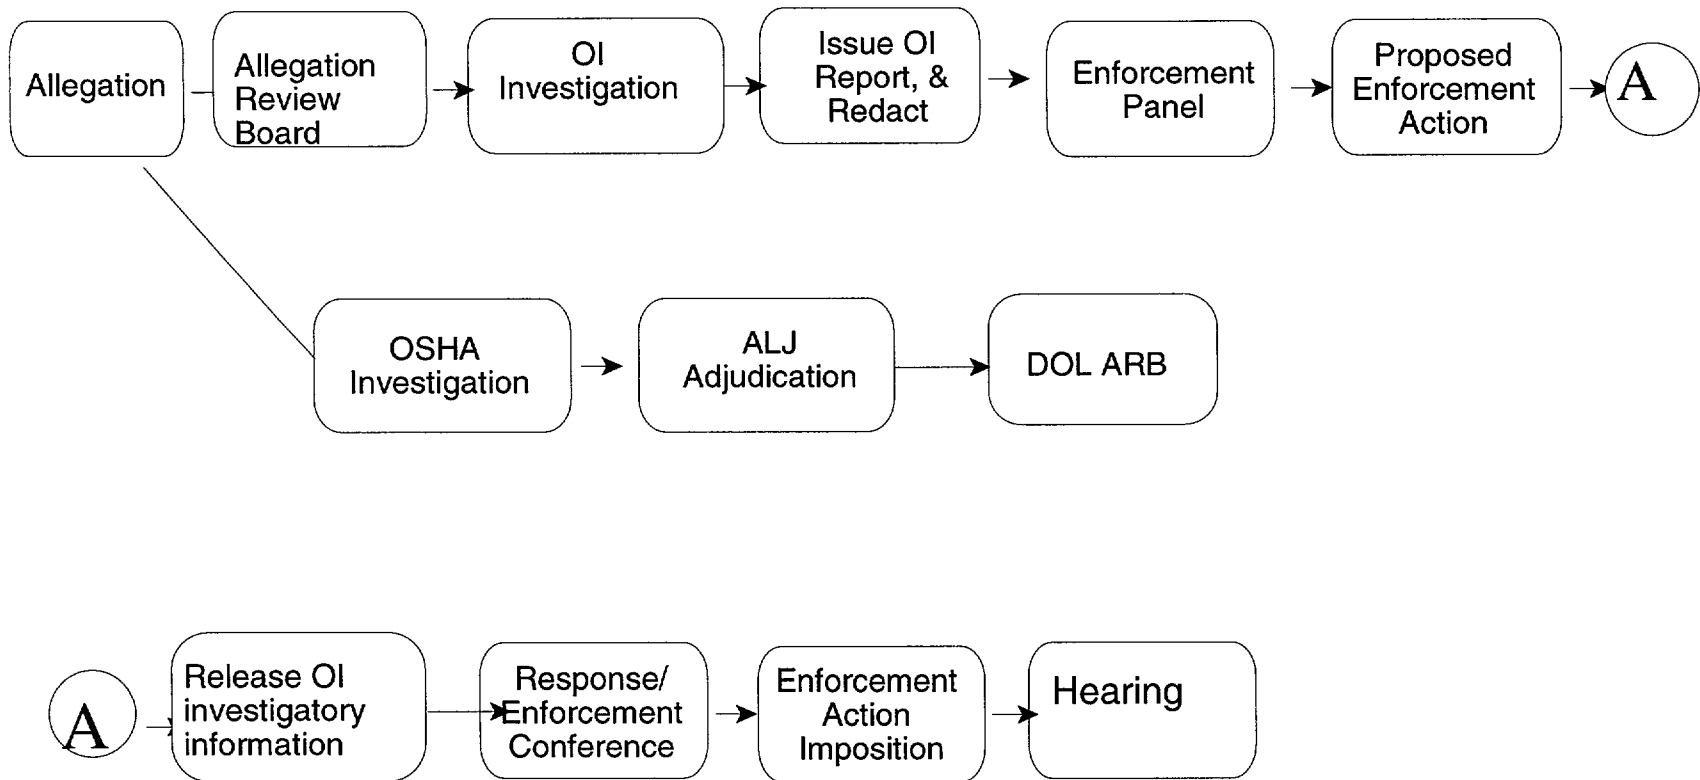 Allegation
Allegation
Review
Board
OI
Investigation
Issue OI
Report, &
Redact
Enforcement
Panel
Proposed
Enforcement
Action
A
OSHA
Investigation
ALJ
Adjudication
DOL ARB
A
Release OI
investigatory
information
Response/
Enforcement
Conference
Enforcement
Action
Imposition
Hearing